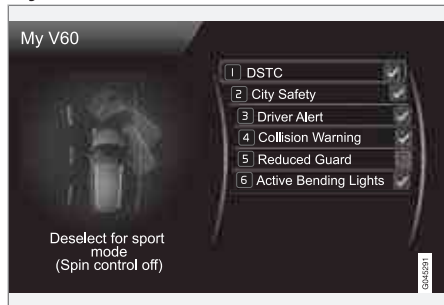 My V60
1 DSTC
2 City Safety
3 Driver Alert
4 Collision Warning
5 Reduced Guard
6 Active Bending Lights
Deselect for sport
mode
(Spin control off)
G045291